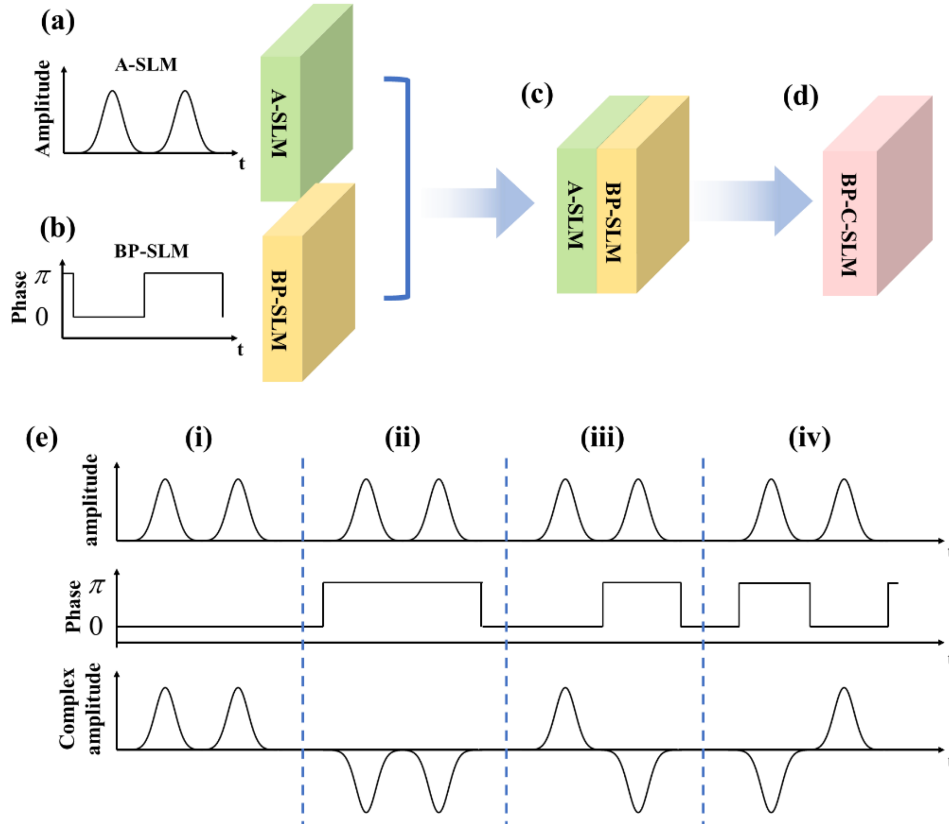 (a)
A-SLM
Amplitude
t
A-SLM
(b)
BP-SLM
Phase
π
0
t
BP-SLM
(c)
A-SLM
BP-SLM
(d)
BP-C-SLM
(e)
(i)
(ii)
(iii)
(iv)
amplitude
Phase
π
0
Complex
amplitude